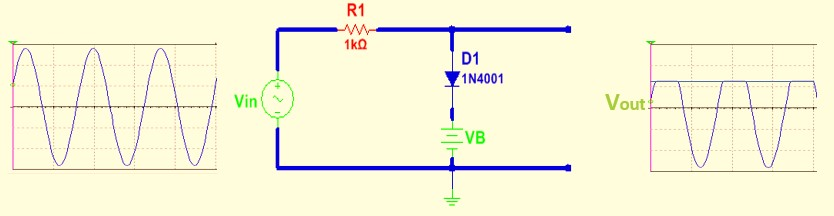 R1
1kΩ
D1
1N4001
Vin
VB
Vout